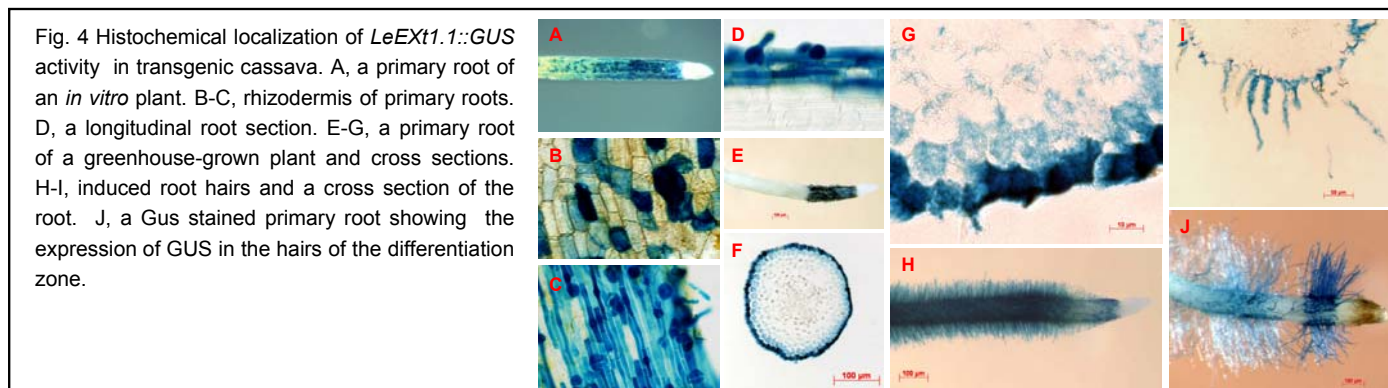 Fig. 4 Histochemical localization of LeEXt1.1::GUS
activity in transgenic cassava. A, a primary root of
an in vitro plant. B-C, rhizodermis of primary roots.
D, a longitudinal root section. E-G, a primary root
of a greenhouse-grown plant and cross sections.
H-I, induced root hairs and a cross section of the
root. J, a Gus stained primary root showing the
expression of GUS in the hairs of the differentiation
zone.
A
B
C
D
E
F
100 µm
G
H
100 µm
I
J